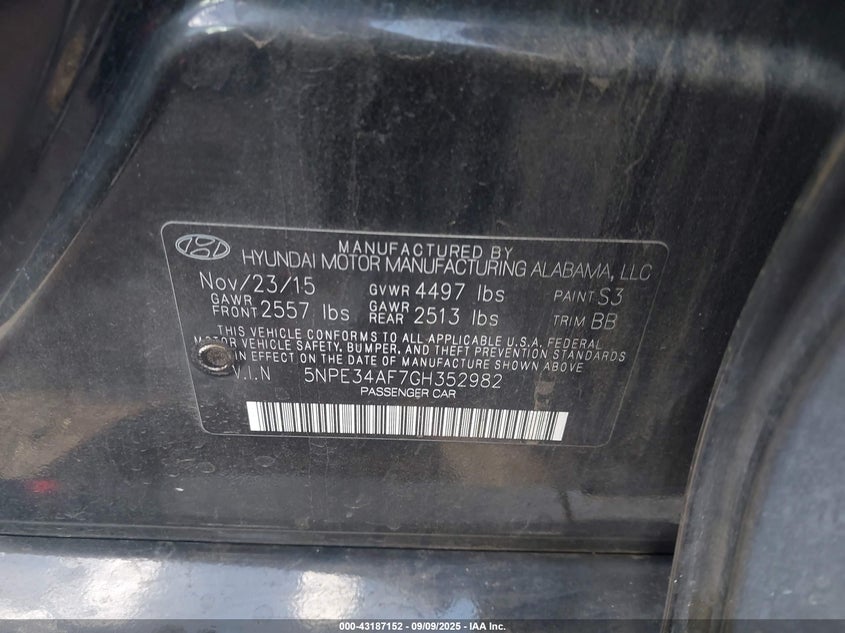 MANUFACTURED BY
HYUNDAI MOTOR MANUFACTURING ALABAMA, LLC
Nov/23/15 GVWR 4497 lbs PAINT S3
GAWR FRONT 2557 lbs GAWR REAR 2513 lbs TRIM BB
THIS VEHICLE CONFORMS TO ALL APPLICABLE U.S.A. FEDERAL
MOTOR VEHICLE SAFETY, BUMPER, AND THEFT PREVENTION STANDARDS
IN EFFECT ON THE DATE OF MANUFACTURE SHOWN ABOVE.
V.I.N 5NPE34AF7GH352982
PASSENGER CAR
000-43187152 - 09/09/2025 - IAA Inc.